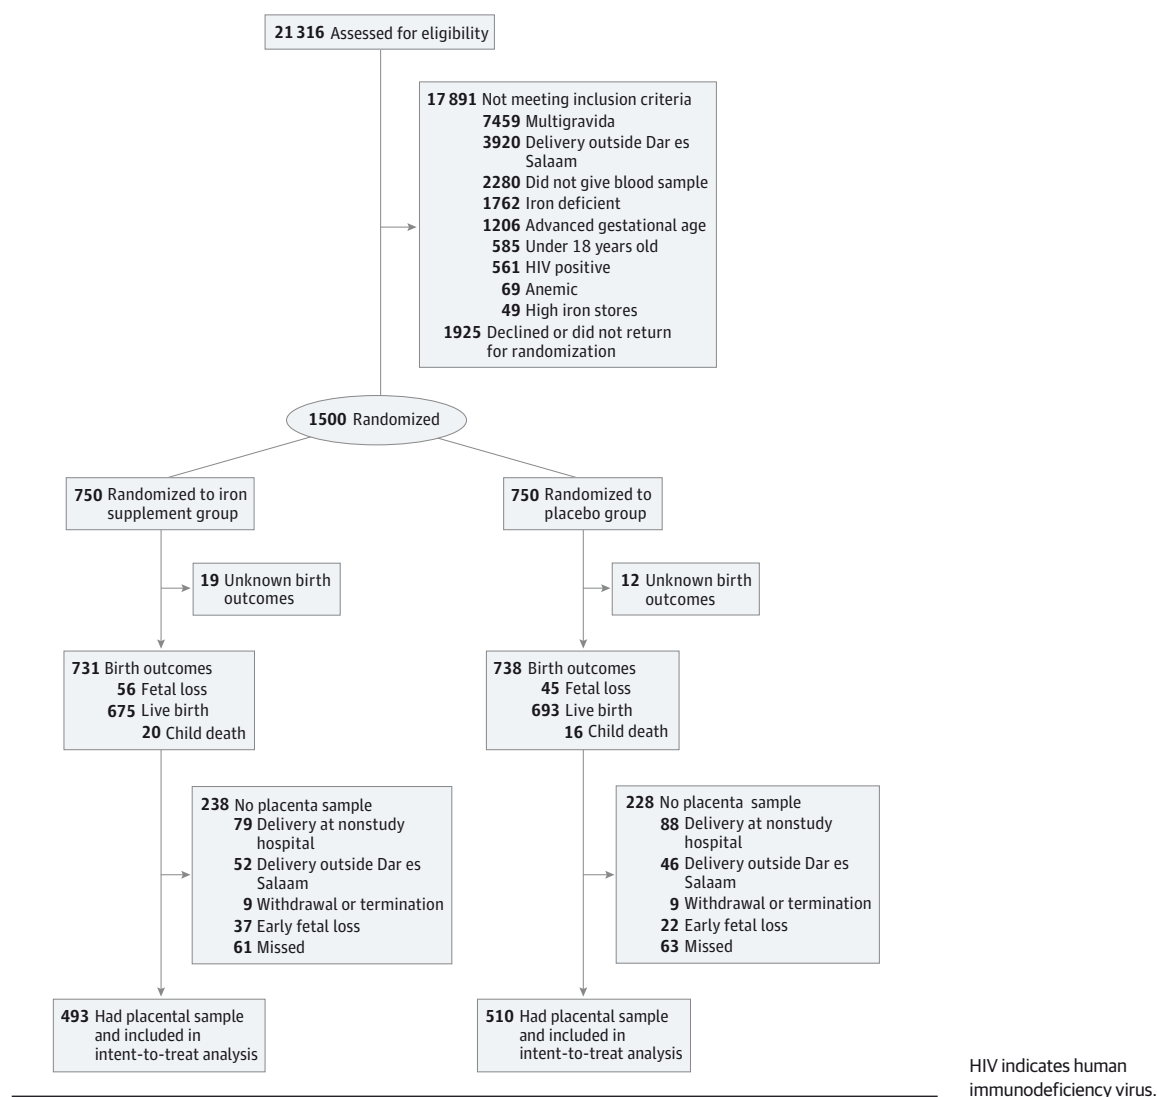 21 316 Assessed for eligibility
17 891 Not meeting inclusion criteria
7459 Multigravida
3920 Delivery outside Dar es
Salaam
2280 Did not give blood sample
1762 Iron deficient
1206 Advanced gestational age
585 Under 18 years old
561 HIV positive
69 Anemic
49 High iron stores
1925 Declined or did not return
for randomization
1500 Randomized
750 Randomized to iron
supplement group
750 Randomized to
placebo group
19 Unknown birth
outcomes
12 Unknown birth
outcomes
731 Birth outcomes
56 Fetal loss
675 Live birth
20 Child death
738 Birth outcomes
45 Fetal loss
693 Live birth
16 Child death
238 No placenta sample
79 Delivery at nonstudy
hospital
52 Delivery outside Dar es
Salaam
9 Withdrawal or termination
37 Early fetal loss
61 Missed
228 No placenta sample
88 Delivery at nonstudy
hospital
46 Delivery outside Dar es
Salaam
9 Withdrawal or termination
22 Early fetal loss
63 Missed
493 Had placental sample
and included in
intent-to-treat analysis
510 Had placental sample
and included in
intent-to-treat analysis
HIV indicates human
immunodeficiency virus.